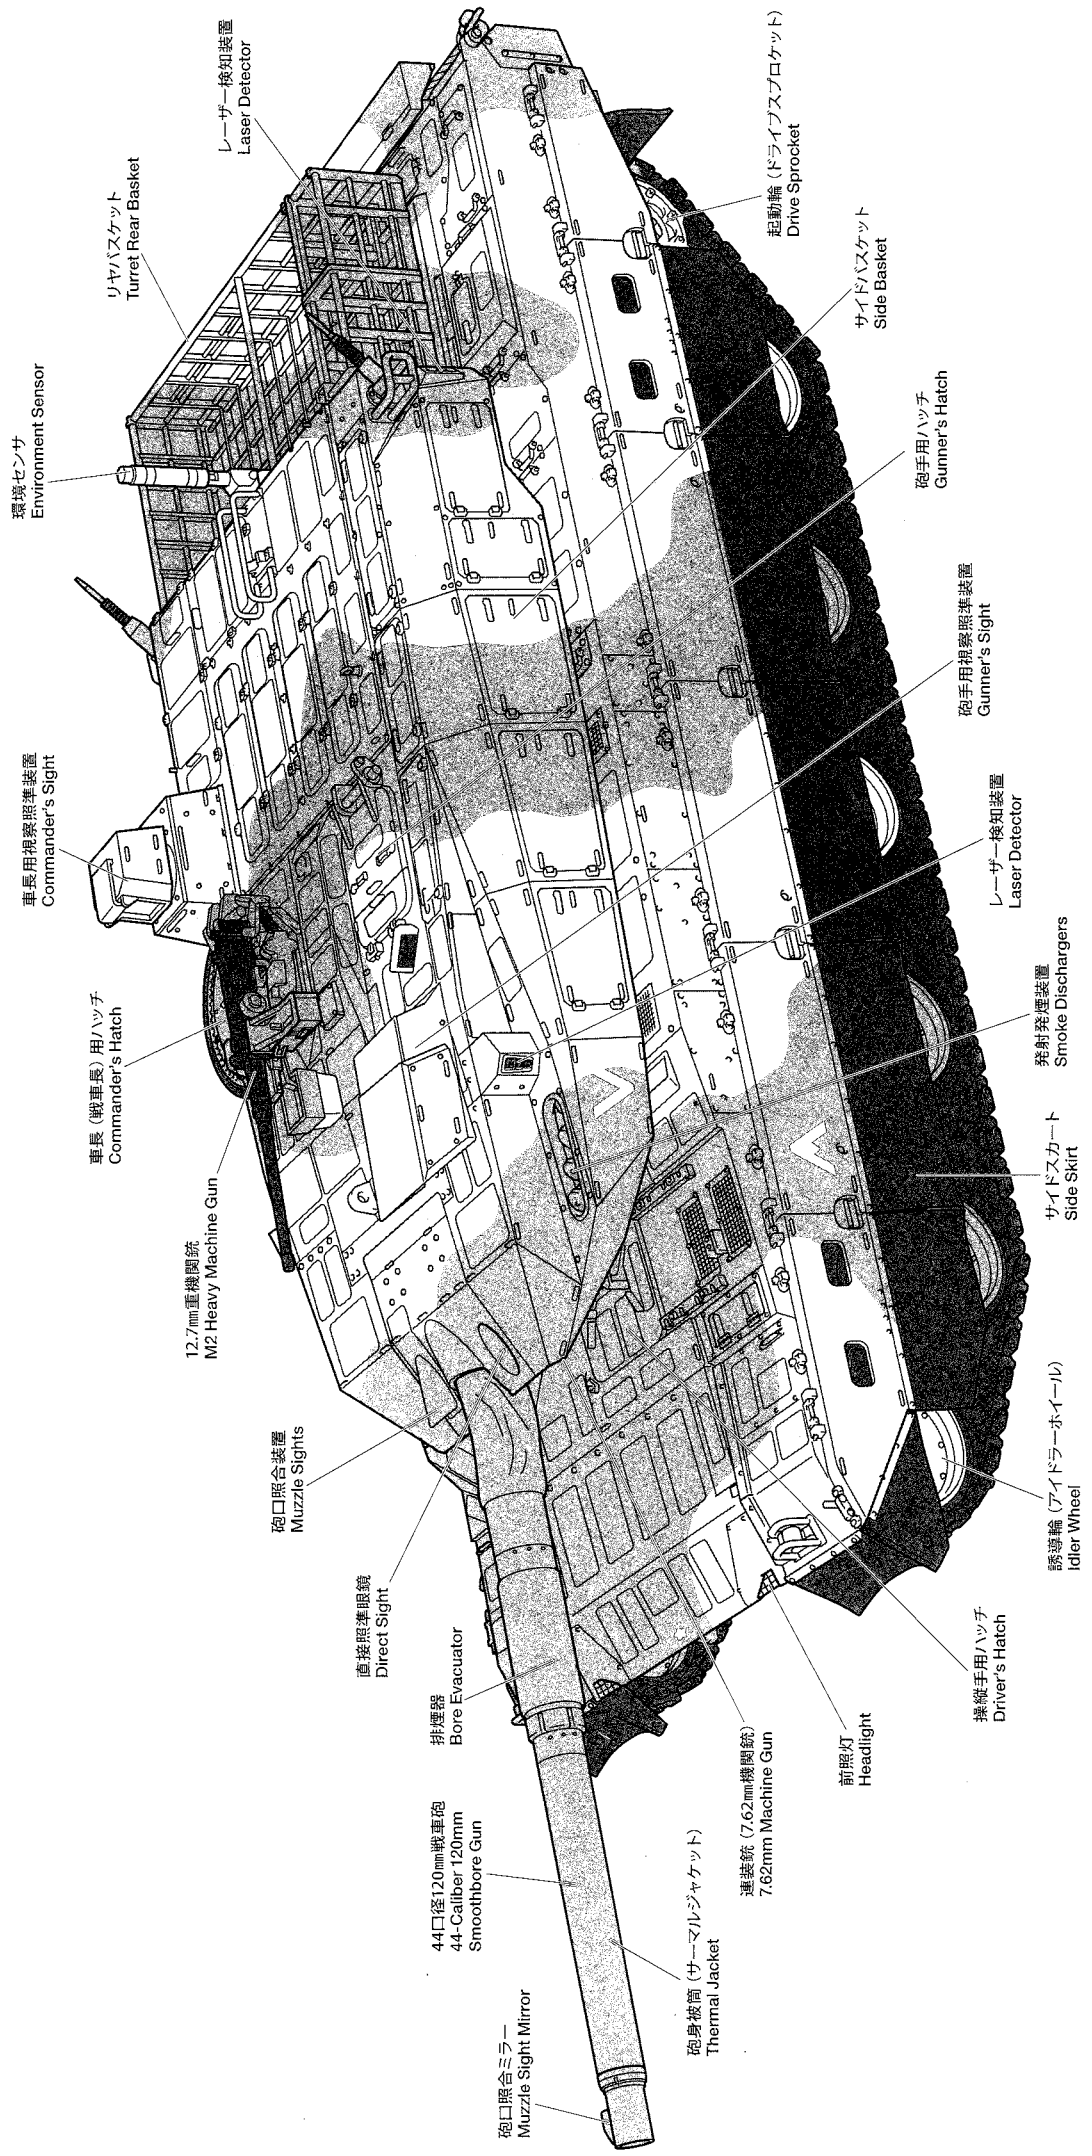 砲口照合ミラー
Muzzle Sight Mirror
44口径120㎜戦車砲
44-Caliber 120mm
Smoothbore Gun
排煙器
Bore Evacuator
直接照準眼鏡
Direct Sight
砲口照合装置
Muzzle Sights
12.7㎜重機関銃
M2 Heavy Machine Gun
車長（戦車長）用ハッチ
Commander's Hatch
車長用視察照準装置
Commander's Sight
環境センサ
Environment Sensor
リヤバスケット
Turret Rear Basket
レーザー検知装置
Laser Detector
砲身被筒（サーマルジャケット）
Thermal Jacket
連装銃（7.62㎜機関銃）
7.62mm Machine Gun
前照灯
Headlight
操縦手用ハッチ
Driver's Hatch
誘導輪（アイドラーホイール）
Idler Wheel
サイドスカート
Side Skirt
発射発煙装置
Smoke Dischargers
レーザー検知装置
Laser Detector
砲手用視察照準装置
Gunner's Sight
砲手用ハッチ
Gunner's Hatch
サイドバスケット
Side Basket
起動輪（ドライブスプロケット）
Drive Sprocket